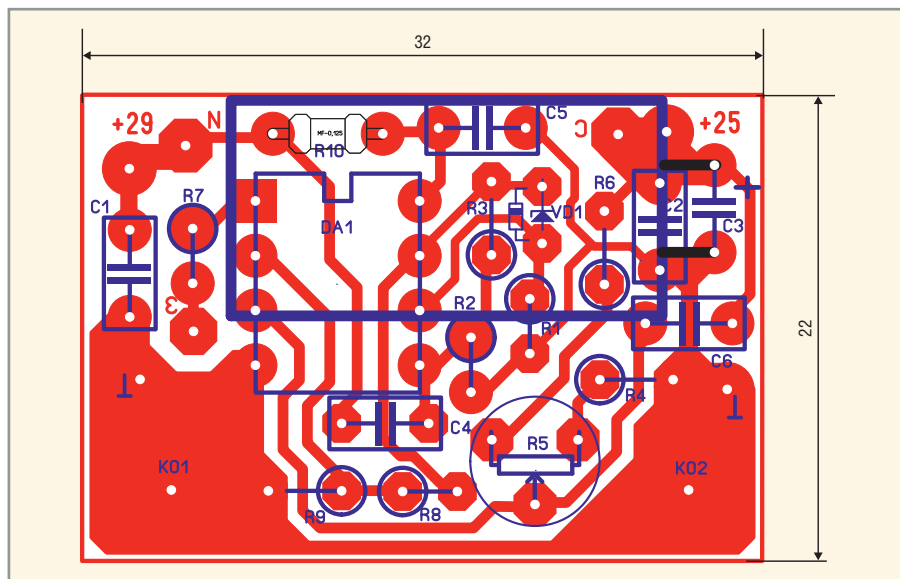 32
+29
N
MF-0,125
R10
C5
C
+25
C1
R7
DA1
R3
VD1
R6
C2
C3
+
22
З
R2
R1
C6
R4
C4
R5
K01
K02
R9
R8